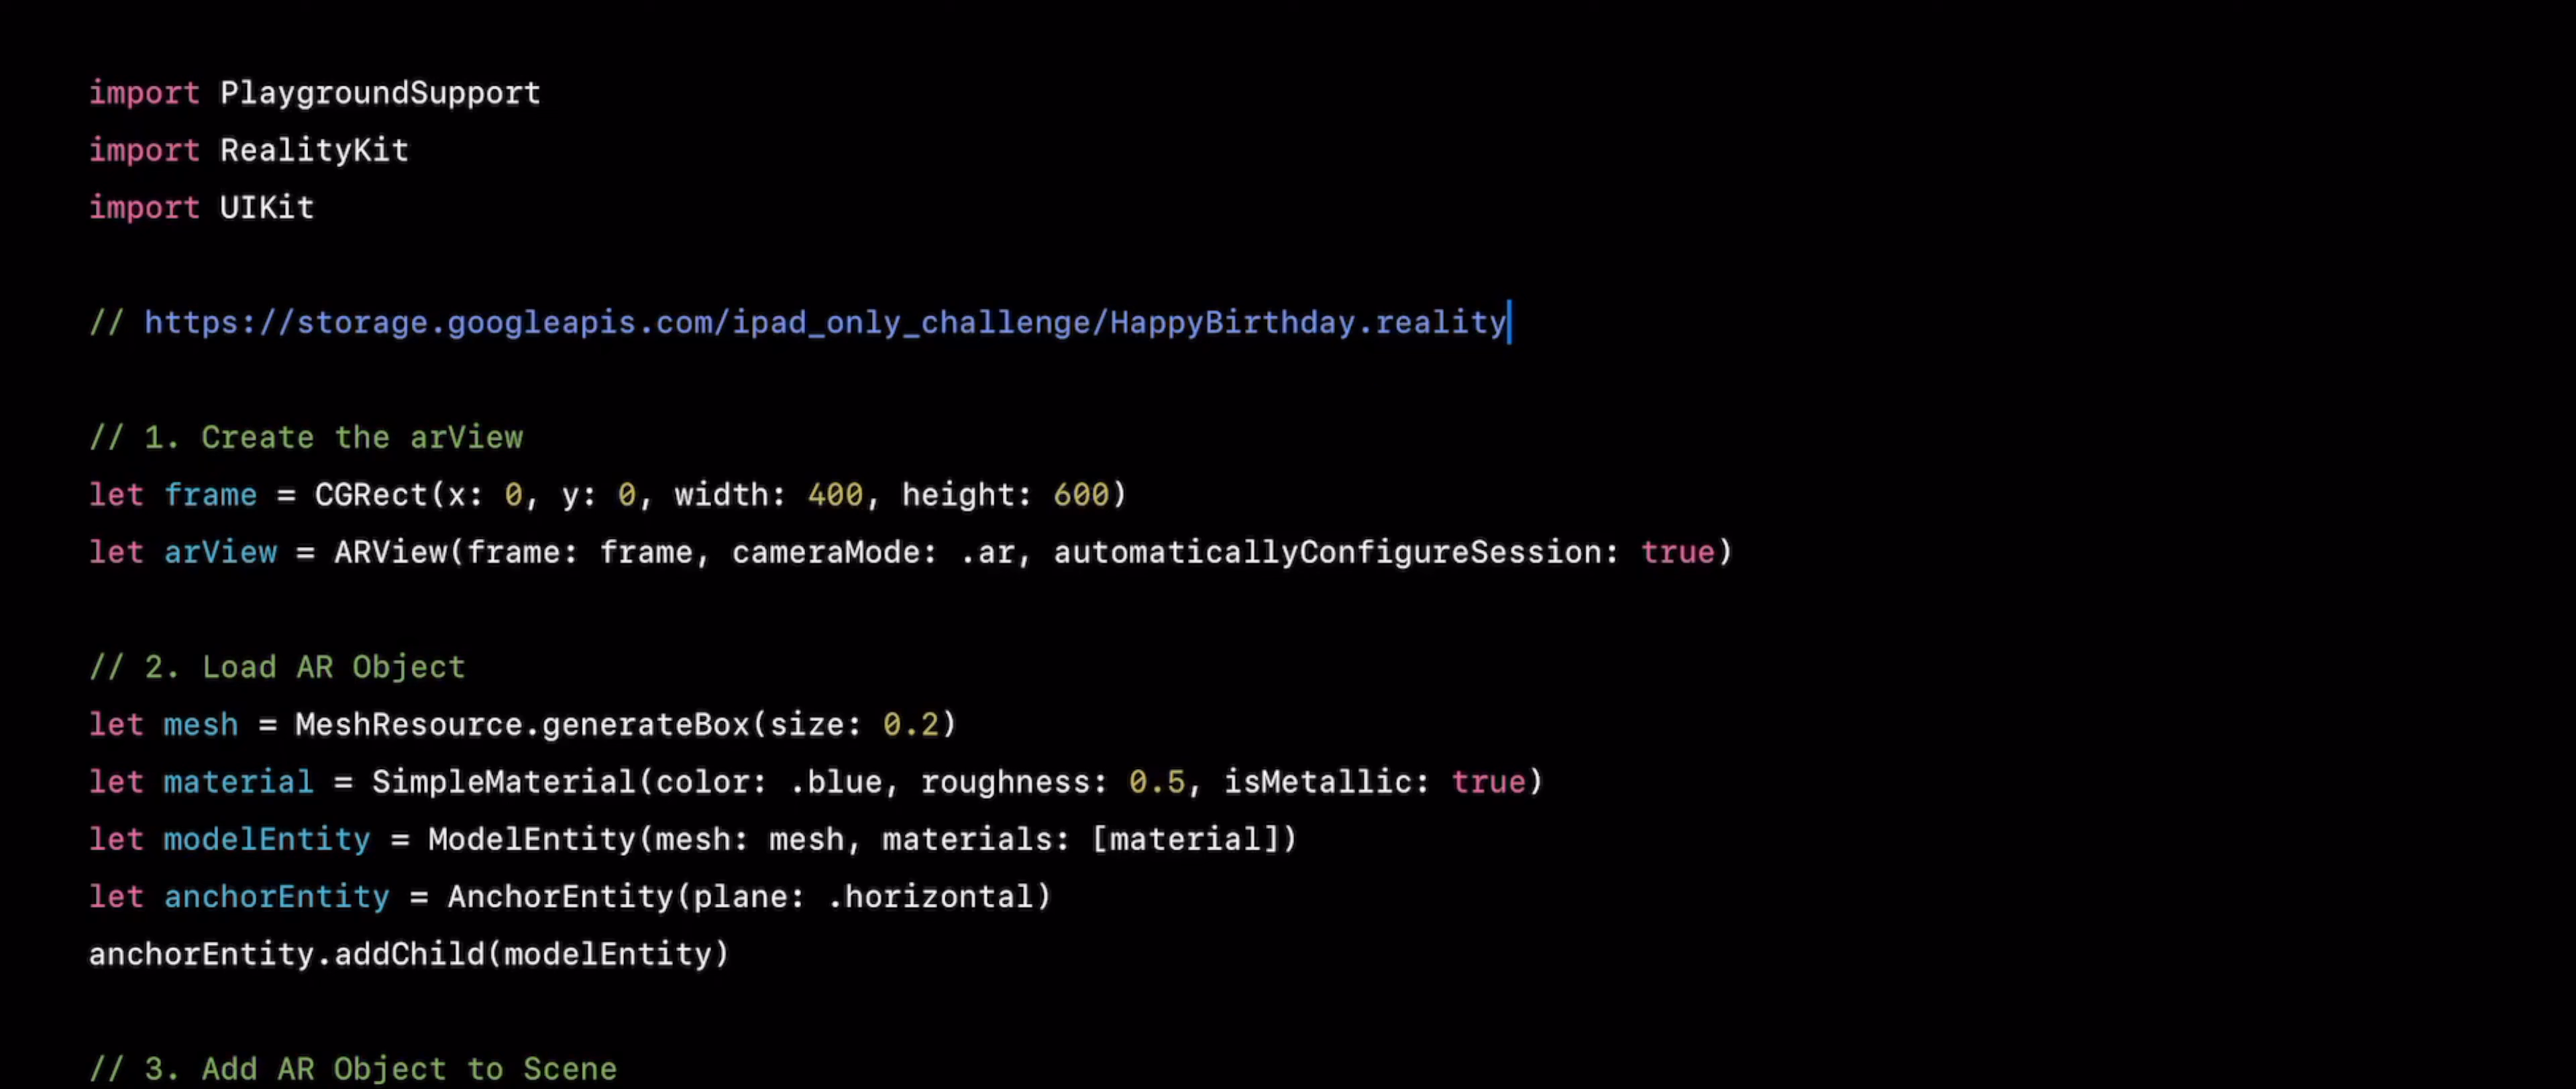 import PlaygroundSupport
import RealityKit
import UIKit
// https://storage.googleapis.com/ipad_only_challenge/HappyBirthday.reality
// 1. Create the arView
let frame = CGRect(x: 0, y: 0, width: 400, height: 600)
let arView = ARView(frame: frame, cameraMode: .ar, automaticallyConfigureSession: true)
// 2. Load AR Object
let mesh = MeshResource.generateBox(size: 0.2)
let material = SimpleMaterial(color: .blue, roughness: 0.5, isMetallic: true)
let modelEntity = ModelEntity(mesh: mesh, materials: [material])
let anchorEntity = AnchorEntity(plane: .horizontal)
anchorEntity.addChild(modelEntity)
// 3. Add AR Object to Scene